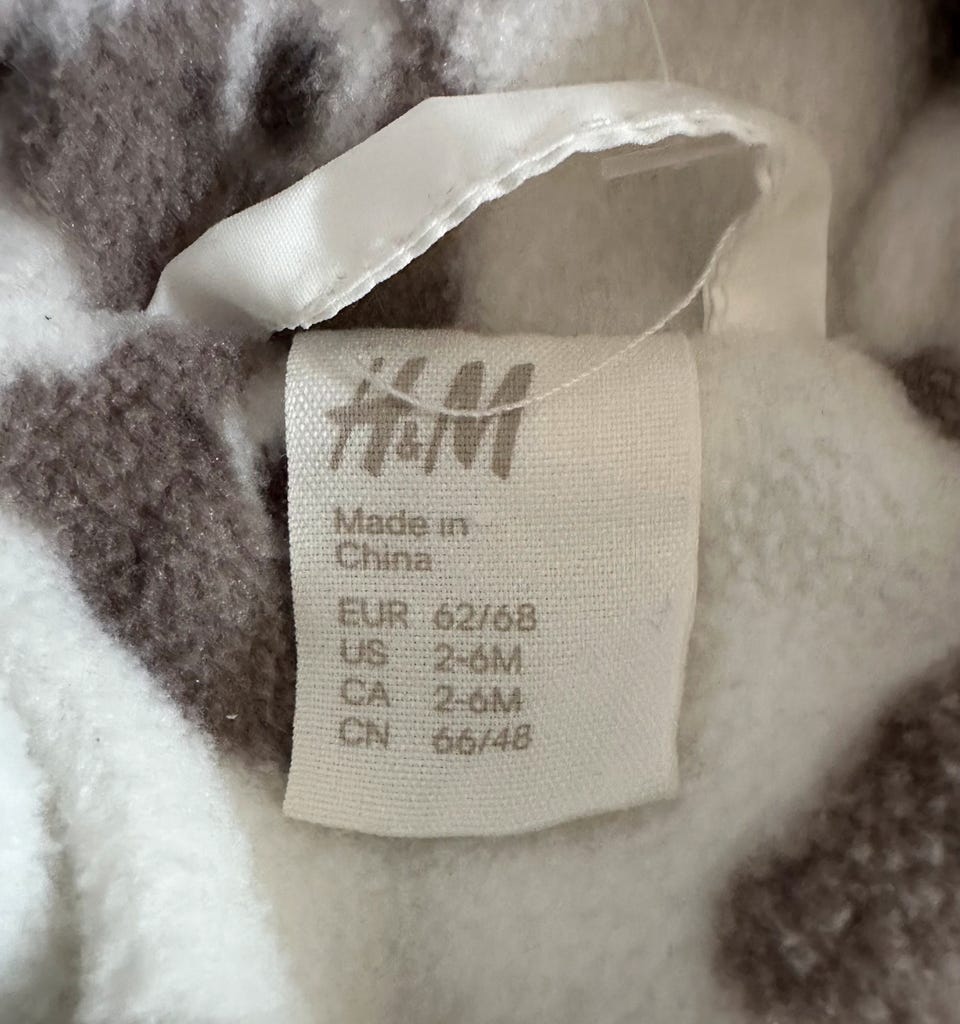 H&M
Made in
China
EUR 62/68
US 2-6M
CA 2-6M
CN 66/48